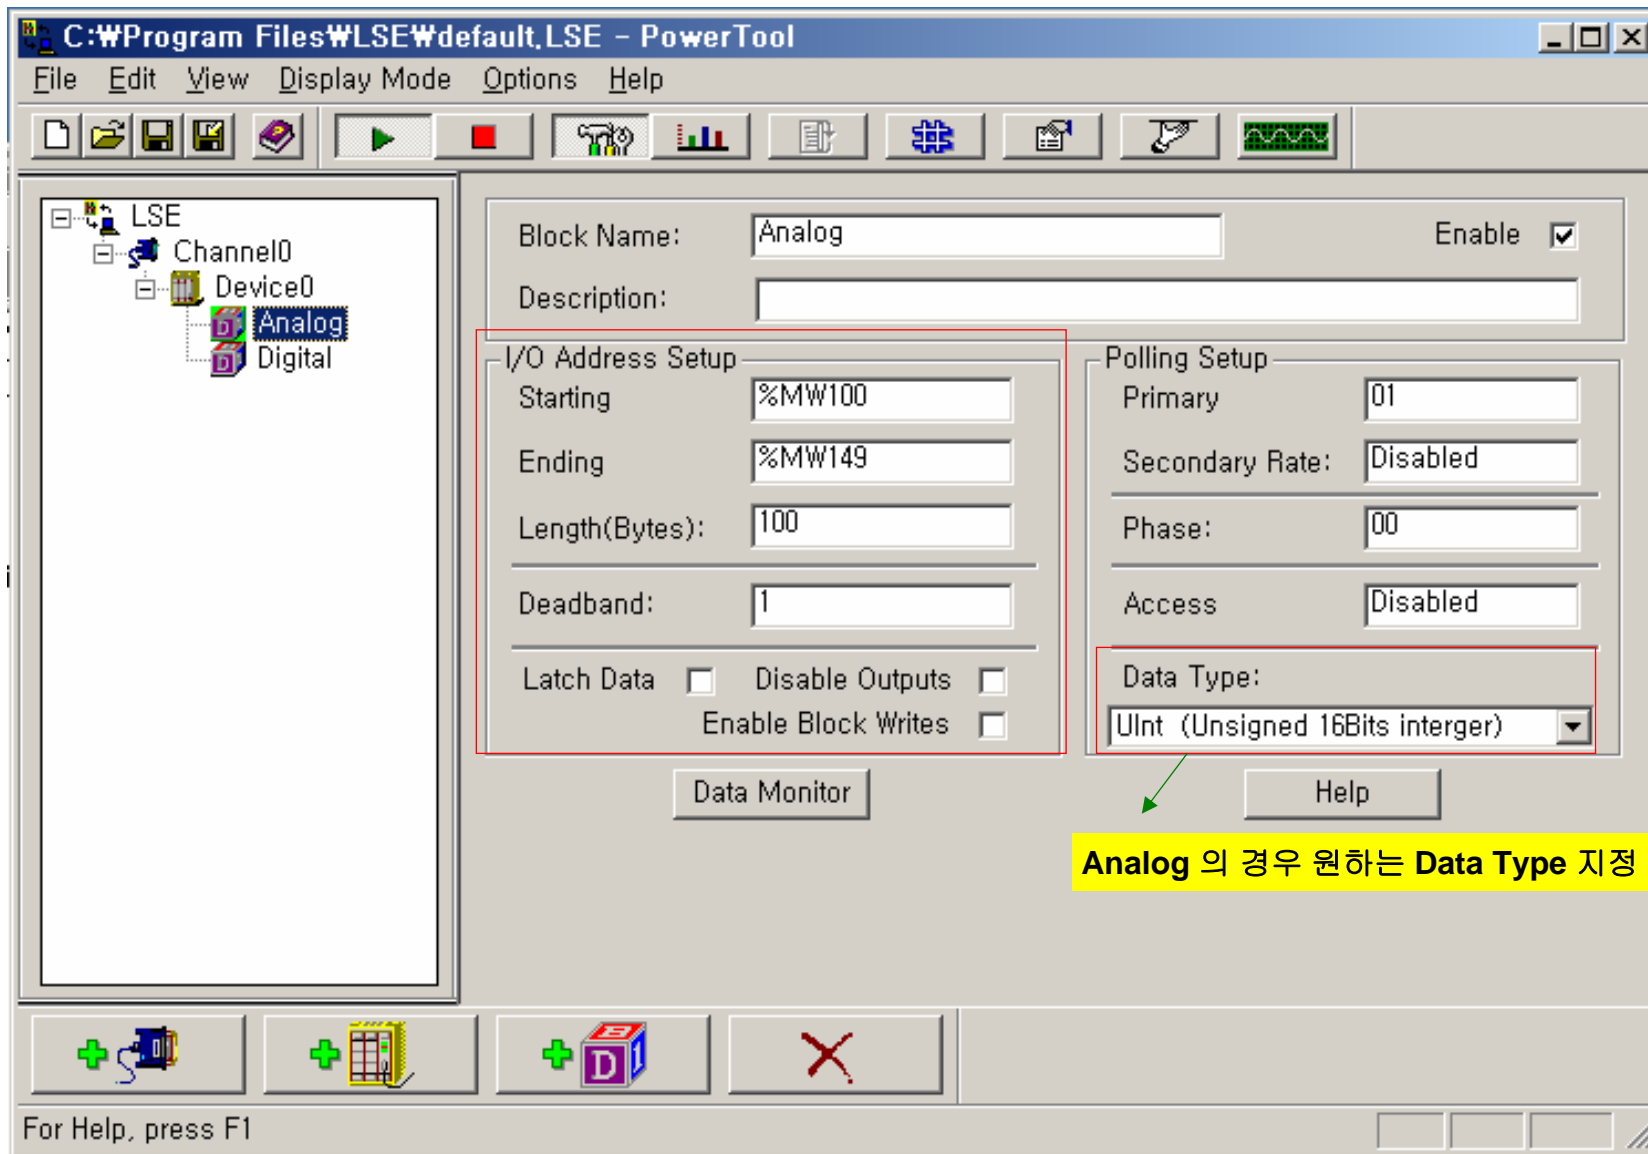 C:₩Program Files₩LSE₩default.LSE - PowerTool
File Edit View Display Mode Options Help
LSE
Channel0
Device0
Analog
Digital
Block Name: Analog Enable
Description:
I/O Address Setup
Starting %MW100
Ending %MW149
Length(Bytes): 100
Deadband: 1
Latch Data Disable Outputs
Enable Block Writes
Polling Setup
Primary 01
Secondary Rate: Disabled
Phase: 00
Access Disabled
Data Type:
UInt (Unsigned 16Bits interger)
Data Monitor
Help
Analog 의 경우 원하는 Data Type 지정
For Help, press F1